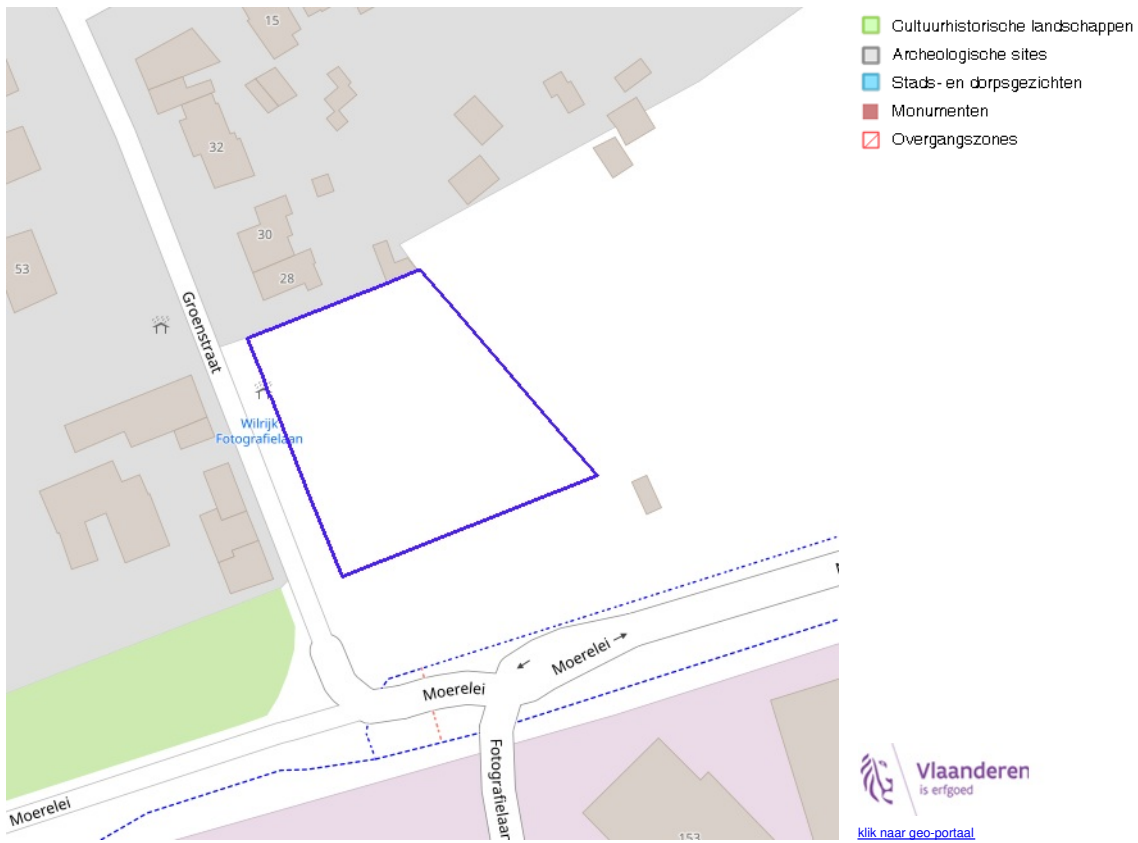 15
32
30
53
28
Groenstraat
Wilrijk
Fotografielaan
Moerelei
Moerelei
Fotografielaan
Moerelei
153
Cultuurhistorische landschappen
Archeologische sites
Stads- en dorpsgezichten
Monumenten
Overgangszones
Vlaanderen
is erfgoed
klik naar geo-portaal